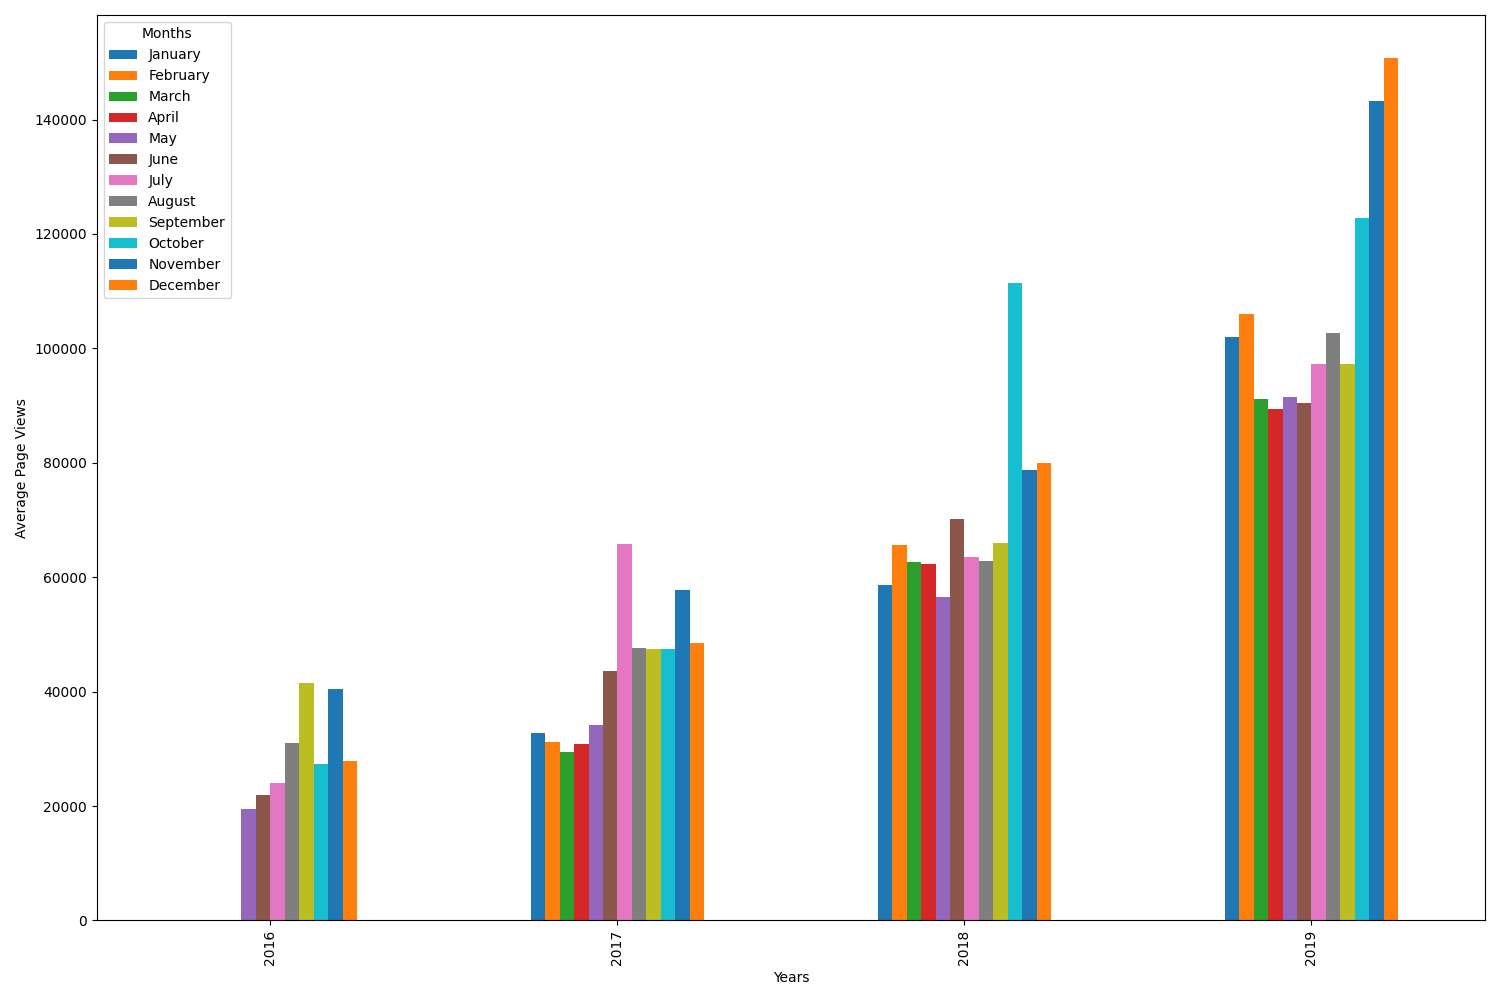 Months
January
February
March
April
May
June
July
August
September
October
November
December
140000
120000
100000
80000
60000
40000
20000
0
Average Page Views
2016
2017
2018
2019
Years